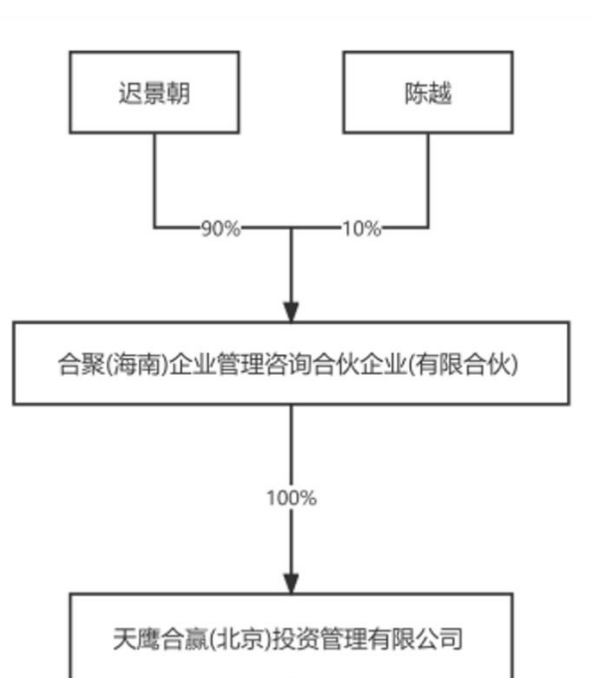 迟景朝
陈越
90%
10%
合聚(海南)企业管理咨询合伙企业(有限合伙)
100%
天鹰合赢(北京)投资管理有限公司